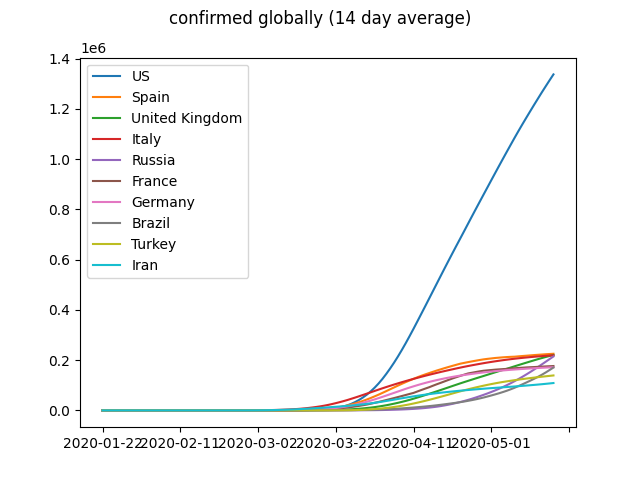 confirmed globally (14 day average)
1e6
1.4
1.2
1.0
0.8
0.6
0.4
0.2
0.0
US
Spain
United Kingdom
Italy
Russia
France
Germany
Brazil
Turkey
Iran
2020-01-22 2020-02-11 2020-03-02 2020-03-22 2020-04-11 2020-05-01